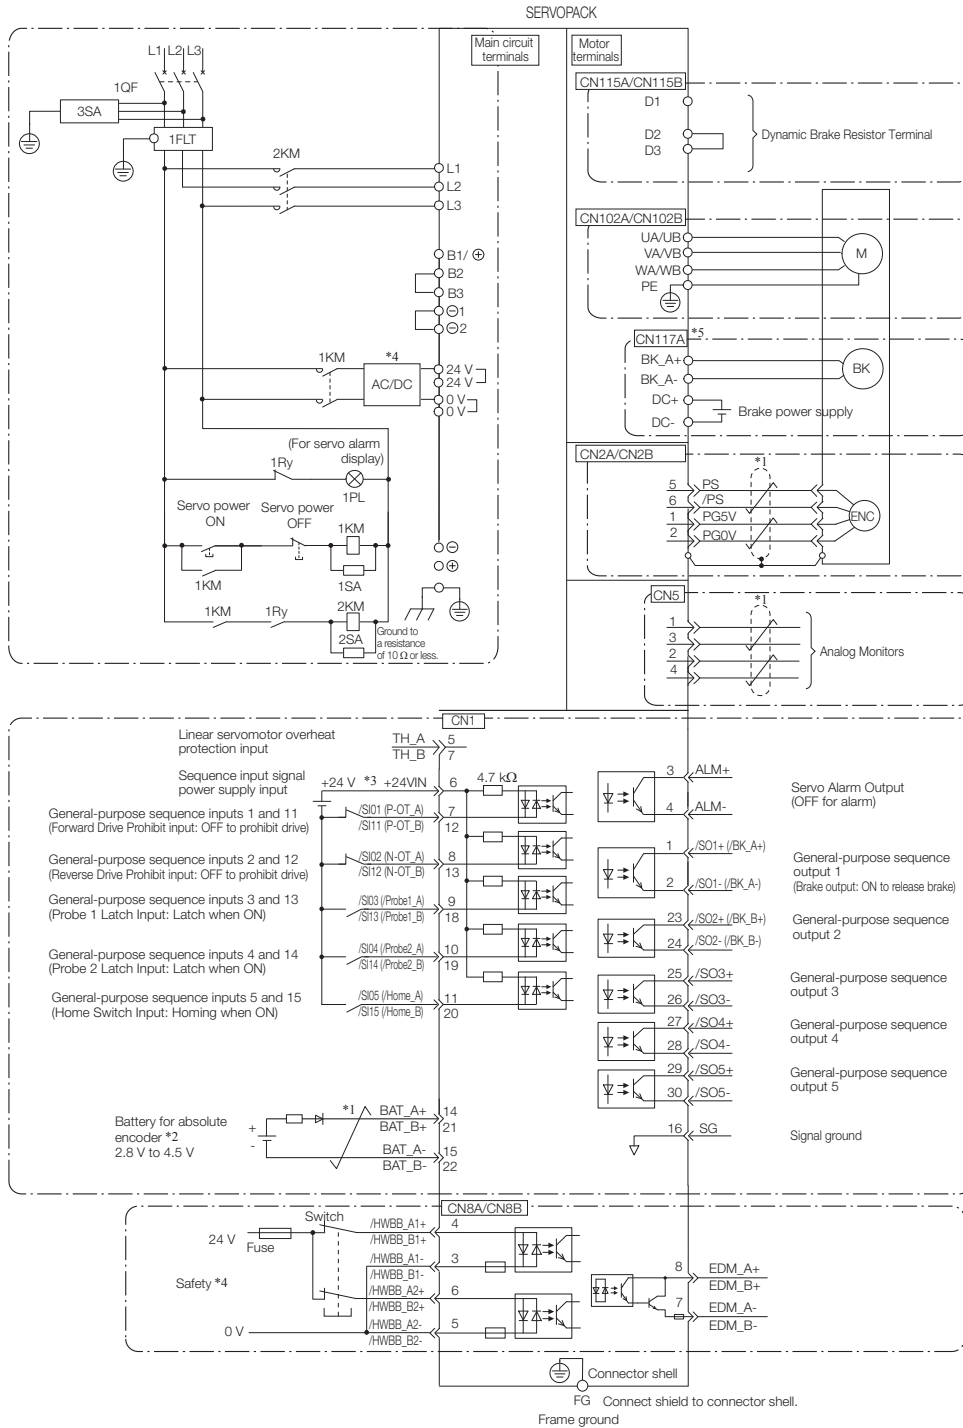 SERVOPACK
L1 L2 L3
1QF
3SA
1FLT
2KM
Main circuit
terminals
L1
L2
L3
B1/ ⊕
B2
B3
⊖1
⊖2
1KM
*4
AC/DC
24 V
24 V
0 V
0 V
(For servo alarm
display)
1Ry
1PL
Servo power
ON
Servo power
OFF
1KM
1KM
1SA
1KM
1Ry
2KM
2SA
⊖
⊕
Ground to
a resistance
of 10 Ω or less.
Motor
terminals
CN115A/CN115B
D1
D2
D3
Dynamic Brake Resistor Terminal
CN102A/CN102B
UA/UB
VA/VB
WA/WB
PE
M
CN117A
*5
BK_A+
BK_A-
BK
DC+
DC-
Brake power supply
CN2A/CN2B
*1
5 PS
6 /PS
1 PG5V
2 PG0V
ENC
CN5
*1
1
3
2
4
Analog Monitors
CN1
Linear servomotor overheat
protection input
TH_A 5
TH_B 7
Sequence input signal
power supply input
+24 V *3 +24VIN 6
4.7 kΩ
General-purpose sequence inputs 1 and 11
(Forward Drive Prohibit input: OFF to prohibit drive)
/SI01 (P-OT_A) 7
/SI11 (P-OT_B) 12
General-purpose sequence inputs 2 and 12
(Reverse Drive Prohibit input: OFF to prohibit drive)
/SI02 (N-OT_A) 8
/SI12 (N-OT_B) 13
General-purpose sequence inputs 3 and 13
(Probe 1 Latch Input: Latch when ON)
/SI03 (/Probe1_A) 9
/SI13 (/Probe1_B) 18
General-purpose sequence inputs 4 and 14
(Probe 2 Latch Input: Latch when ON)
/SI04 (/Probe2_A) 10
/SI14 (/Probe2_B) 19
General-purpose sequence inputs 5 and 15
(Home Switch Input: Homing when ON)
/SI05 (/Home_A) 11
/SI15 (/Home_B) 20
Battery for absolute
encoder *2
2.8 V to 4.5 V
+
-
*1
BAT_A+ 14
BAT_B+ 21
BAT_A- 15
BAT_B- 22
3 ALM+
4 ALM-
Servo Alarm Output
(OFF for alarm)
1 /SO1+ (/BK_A+)
2 /SO1- (/BK_A-)
General-purpose sequence
output 1
(Brake output: ON to release brake)
23 /SO2+ (/BK_B+)
24 /SO2- (/BK_B-)
General-purpose sequence
output 2
25 /SO3+
26 /SO3-
General-purpose sequence
output 3
27 /SO4+
28 /SO4-
General-purpose sequence
output 4
29 /SO5+
30 /SO5-
General-purpose sequence
output 5
16 SG
Signal ground
CN8A/CN8B
24 V
Fuse
Switch
Safety *4
0 V
/HWBB_A1+ 4
/HWBB_B1+
/HWBB_A1- 3
/HWBB_B1-
/HWBB_A2+ 6
/HWBB_B2+
/HWBB_A2- 5
/HWBB_B2-
8 EDM_A+
EDM_B+
7 EDM_A-
EDM_B-
Connector shell
FG Connect shield to connector shell.
Frame ground